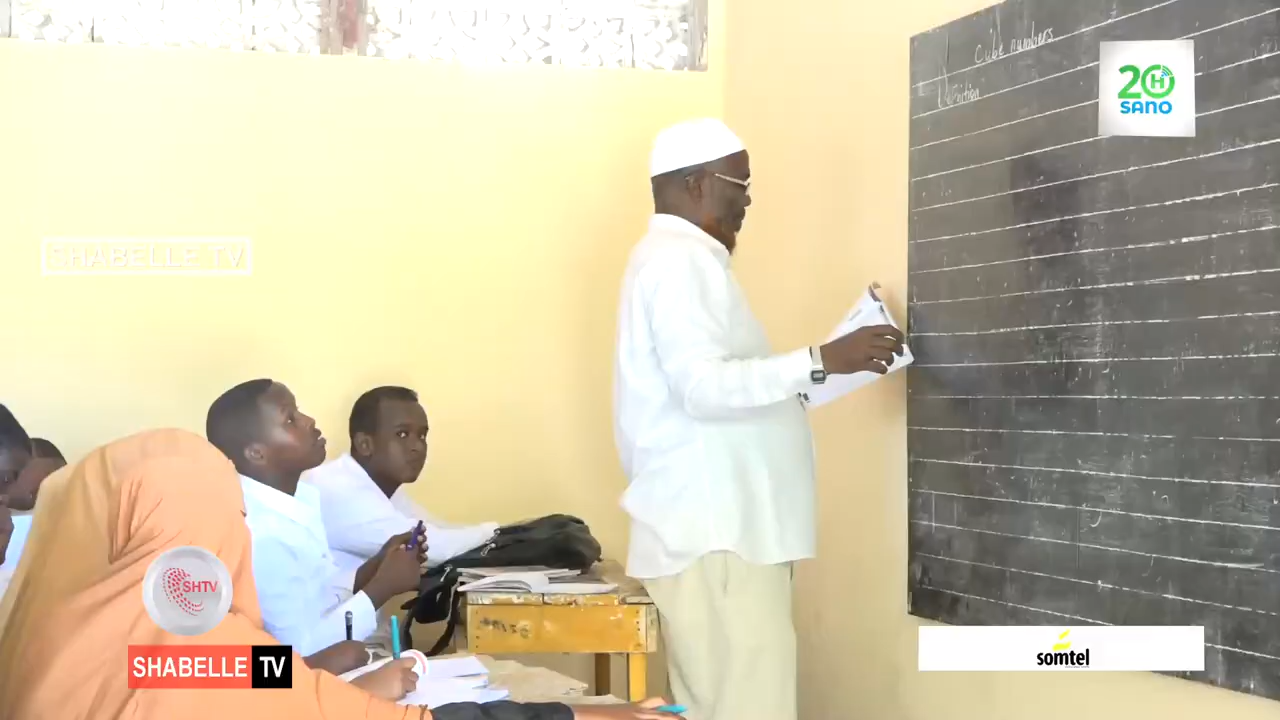 Cube numbers
Definition
20
H
SANO
SHABELLE TV
SHTV
SHABELLE TV
somtel